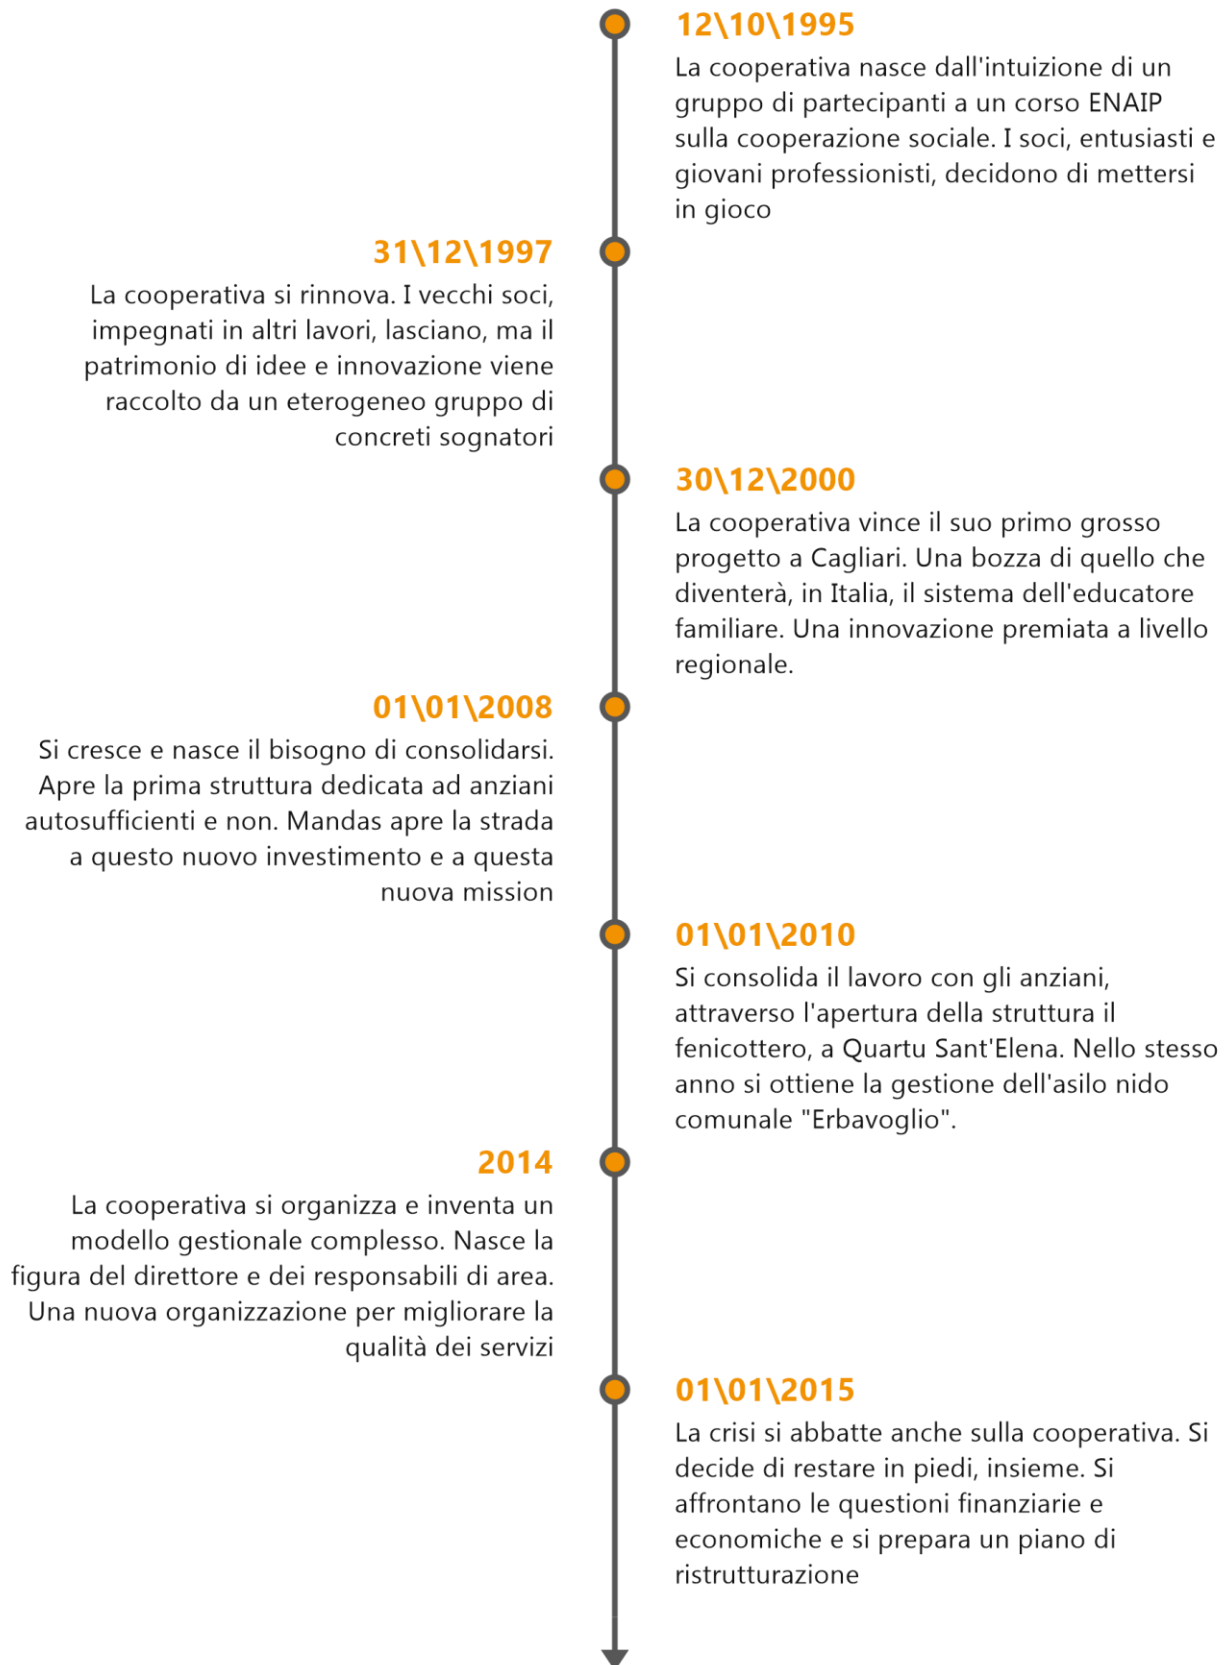 12\10\1995
La cooperativa nasce dall'intuizione di un
gruppo di partecipanti a un corso ENAIP
sulla cooperazione sociale. I soci, entusiasti e
giovani professionisti, decidono di mettersi
in gioco
31\12\1997
La cooperativa si rinnova. I vecchi soci,
impegnati in altri lavori, lasciano, ma il
patrimonio di idee e innovazione viene
raccolto da un eterogeneo gruppo di
concreti sognatori
30\12\2000
La cooperativa vince il suo primo grosso
progetto a Cagliari. Una bozza di quello che
diventerà, in Italia, il sistema dell'educatore
familiare. Una innovazione premiata a livello
regionale.
01\01\2008
Si cresce e nasce il bisogno di consolidarsi.
Apre la prima struttura dedicata ad anziani
autosufficienti e non. Mandas apre la strada
a questo nuovo investimento e a questa
nuova mission
01\01\2010
Si consolida il lavoro con gli anziani,
attraverso l'apertura della struttura il
fenicottero, a Quartu Sant'Elena. Nello stesso
anno si ottiene la gestione dell'asilo nido
comunale "Erbavoglio".
2014
La cooperativa si organizza e inventa un
modello gestionale complesso. Nasce la
figura del direttore e dei responsabili di area.
Una nuova organizzazione per migliorare la
qualità dei servizi
01\01\2015
La crisi si abbatte anche sulla cooperativa. Si
decide di restare in piedi, insieme. Si
affrontano le questioni finanziarie e
economiche e si prepara un piano di
ristrutturazione